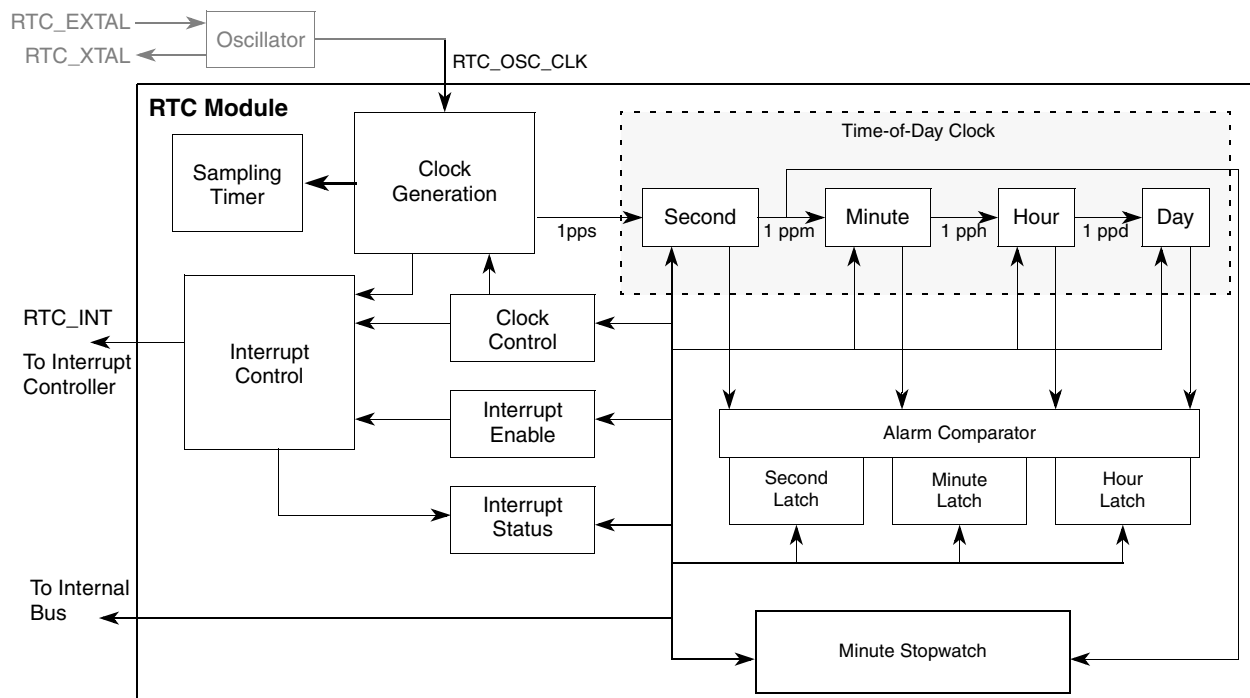 RTC_EXTAL
RTC_XTAL
Oscillator
RTC_OSC_CLK
RTC Module
Time-of-Day Clock
Sampling
Timer
Clock
Generation
1pps
Second
1 ppm
Minute
1 pph
Hour
1 ppd
Day
RTC_INT
To Interrupt
Controller
Interrupt
Control
Clock
Control
Interrupt
Enable
Alarm Comparator
Second
Latch
Minute
Latch
Hour
Latch
Interrupt
Status
To Internal
Bus
Minute Stopwatch